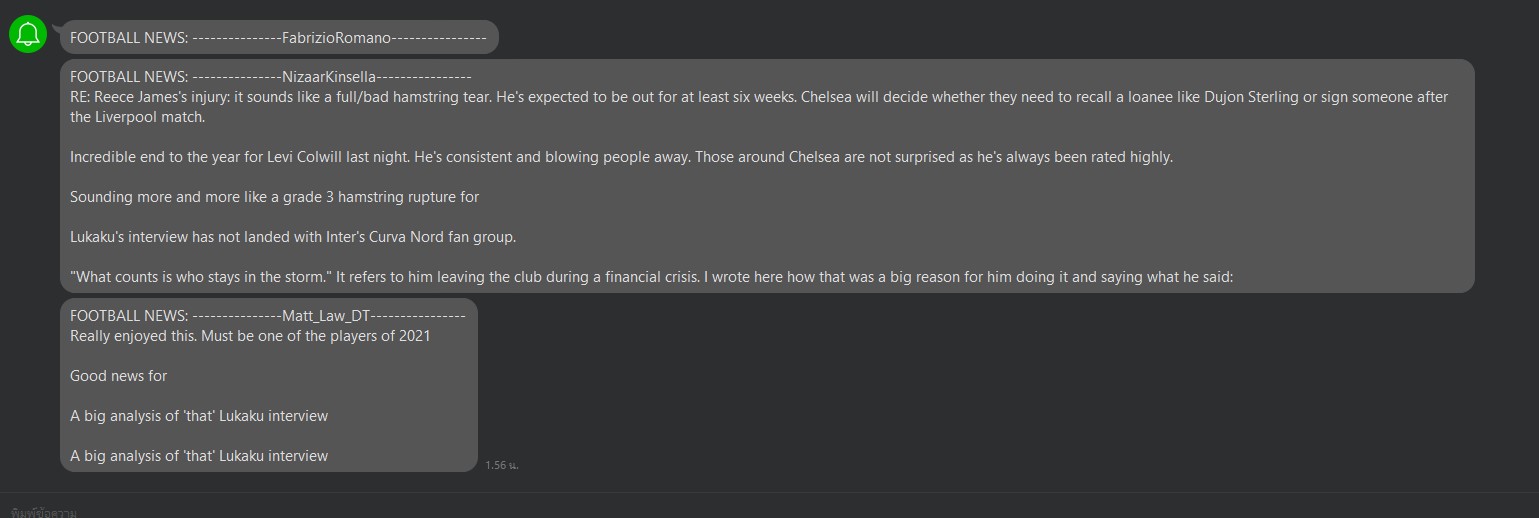 FOOTBALL NEWS: ---------------FabrizioRomano----------------
FOOTBALL NEWS: ---------------NizaarKinsella----------------
RE: Reece James's injury: it sounds like a full/bad hamstring tear. He's expected to be out for at least six weeks. Chelsea will decide whether they need to recall a loanee like Dujon Sterling or sign someone after
the Liverpool match.
Incredible end to the year for Levi Colwill last night. He's consistent and blowing people away. Those around Chelsea are not surprised as he's always been rated highly.
Sounding more and more like a grade 3 hamstring rupture for
Lukaku's interview has not landed with Inter's Curva Nord fan group.
"What counts is who stays in the storm." It refers to him leaving the club during a financial crisis. I wrote here how that was a big reason for him doing it and saying what he said:
FOOTBALL NEWS: ---------------Matt_Law_DT----------------
Really enjoyed this. Must be one of the players of 2021
Good news for
A big analysis of 'that' Lukaku interview
A big analysis of 'that' Lukaku interview
1.56 น.
พิมพ์ข้อความ